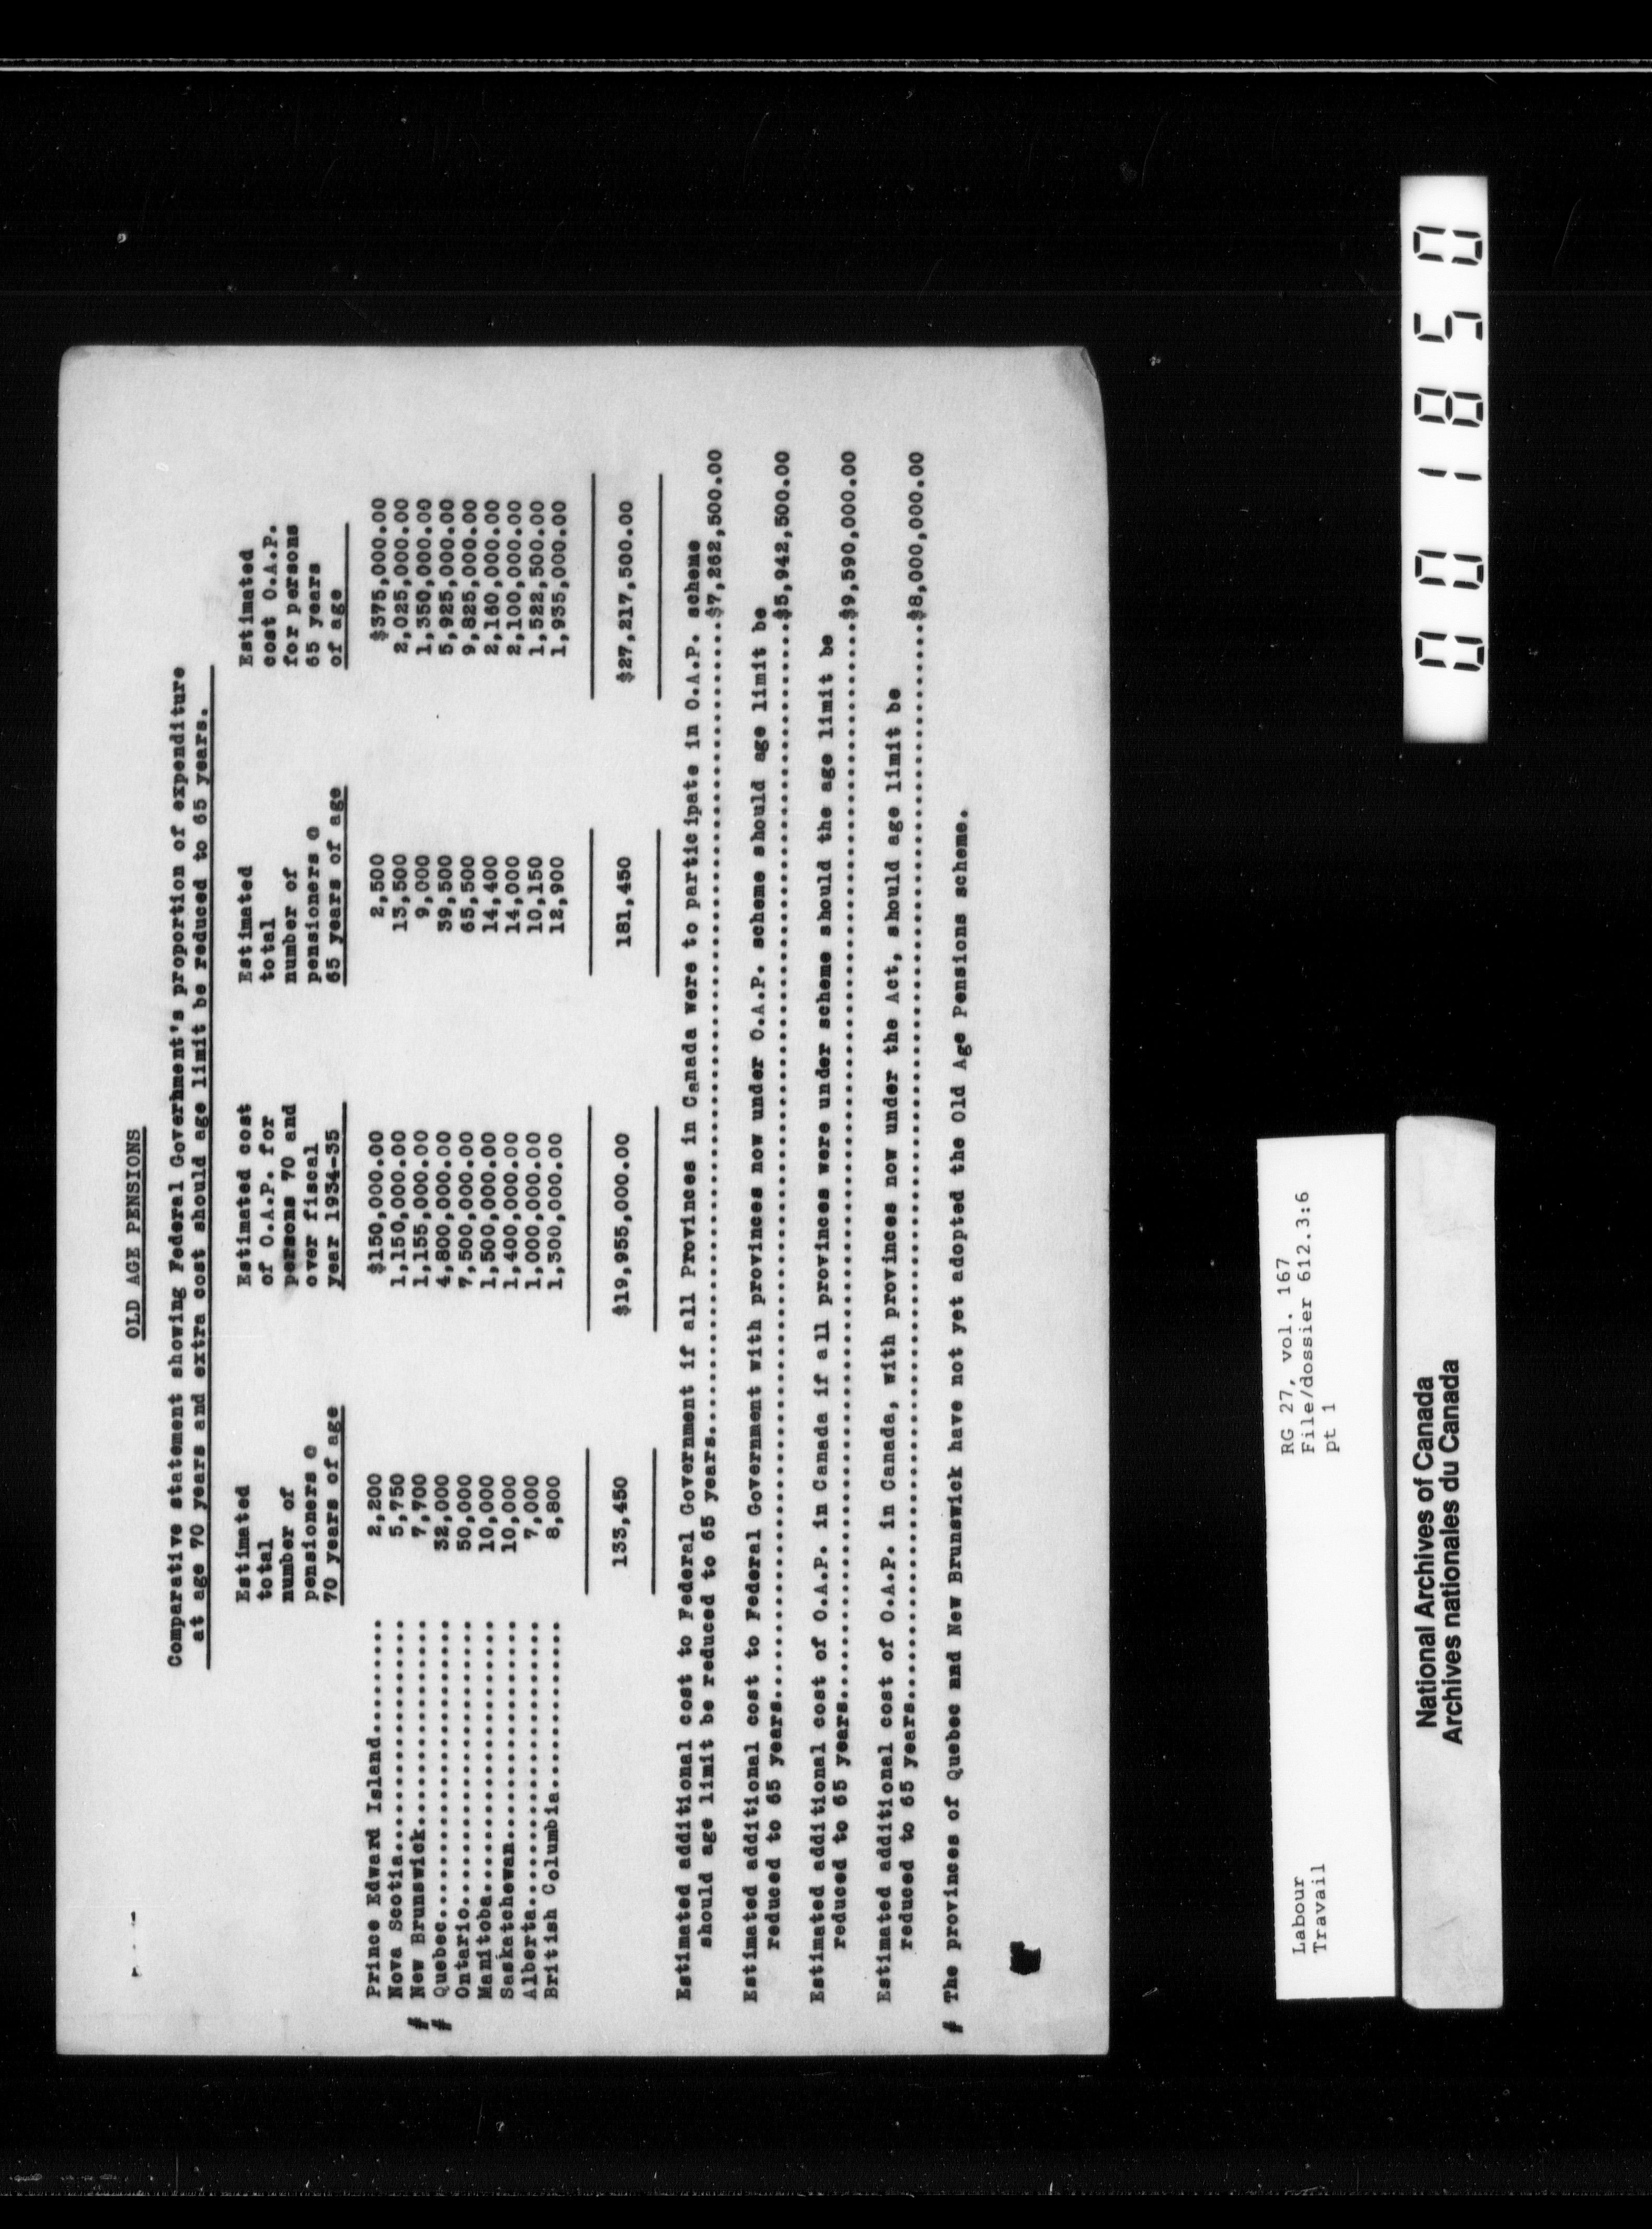 OLD AGE PENSIONS
Comparative statement showing Federal Government's proportion of expenditure
at age 70 years and extra cost should age limit be reduced to 65 years.
Estimated Estimated cost Estimated Estimated
total of O.A.P. for total cost O.A.P.
number of persons 70 and number of for persons
pensioners @ over fiscal pensioners @ 65 years
70 years of age year 1934-35 65 years of age of age
Prince Edward Island.......... 2,200 $150,000.00 2,500 $375,000.00
Nova Scotia.................... 5,750 1,150,000.00 13,500 2,025,000.00
# New Brunswick.................. 7,700 1,155,000.00 9,000 1,350,000.00
# Quebec......................... 32,000 4,800,000.00 39,500 5,925,000.00
Ontario........................ 50,000 7,500,000.00 65,500 9,825,000.00
Manitoba....................... 10,000 1,500,000.00 14,400 2,160,000.00
Saskatchewan................... 10,000 1,400,000.00 14,000 2,100,000.00
Alberta........................ 7,000 1,000,000.00 10,150 1,522,500.00
British Columbia............... 8,800 1,300,000.00 12,900 1,935,000.00
133,450 $19,955,000.00 181,450 $27,217,500.00
Estimated additional cost to Federal Government if all Provinces in Canada were to participate in O.A.P. scheme
should age limit be reduced to 65 years..........$7,262,500.00
Estimated additional cost to Federal Government with provinces now under O.A.P. scheme should age limit be
reduced to 65 years..........$5,942,500.00
Estimated additional cost of O.A.P. in Canada if all provinces were under scheme should the age limit be
reduced to 65 years..........$9,590,000.00
Estimated additional cost of O.A.P. in Canada, with provinces now under the Act, should age limit be
reduced to 65 years..........$8,000,000.00
# The provinces of Quebec and New Brunswick have not yet adopted the Old Age Pensions scheme.
Labour RG 27, vol. 167
Travail File/dossier 612.3:6
pt 1
National Archives of Canada
Archives nationales du Canada
001850